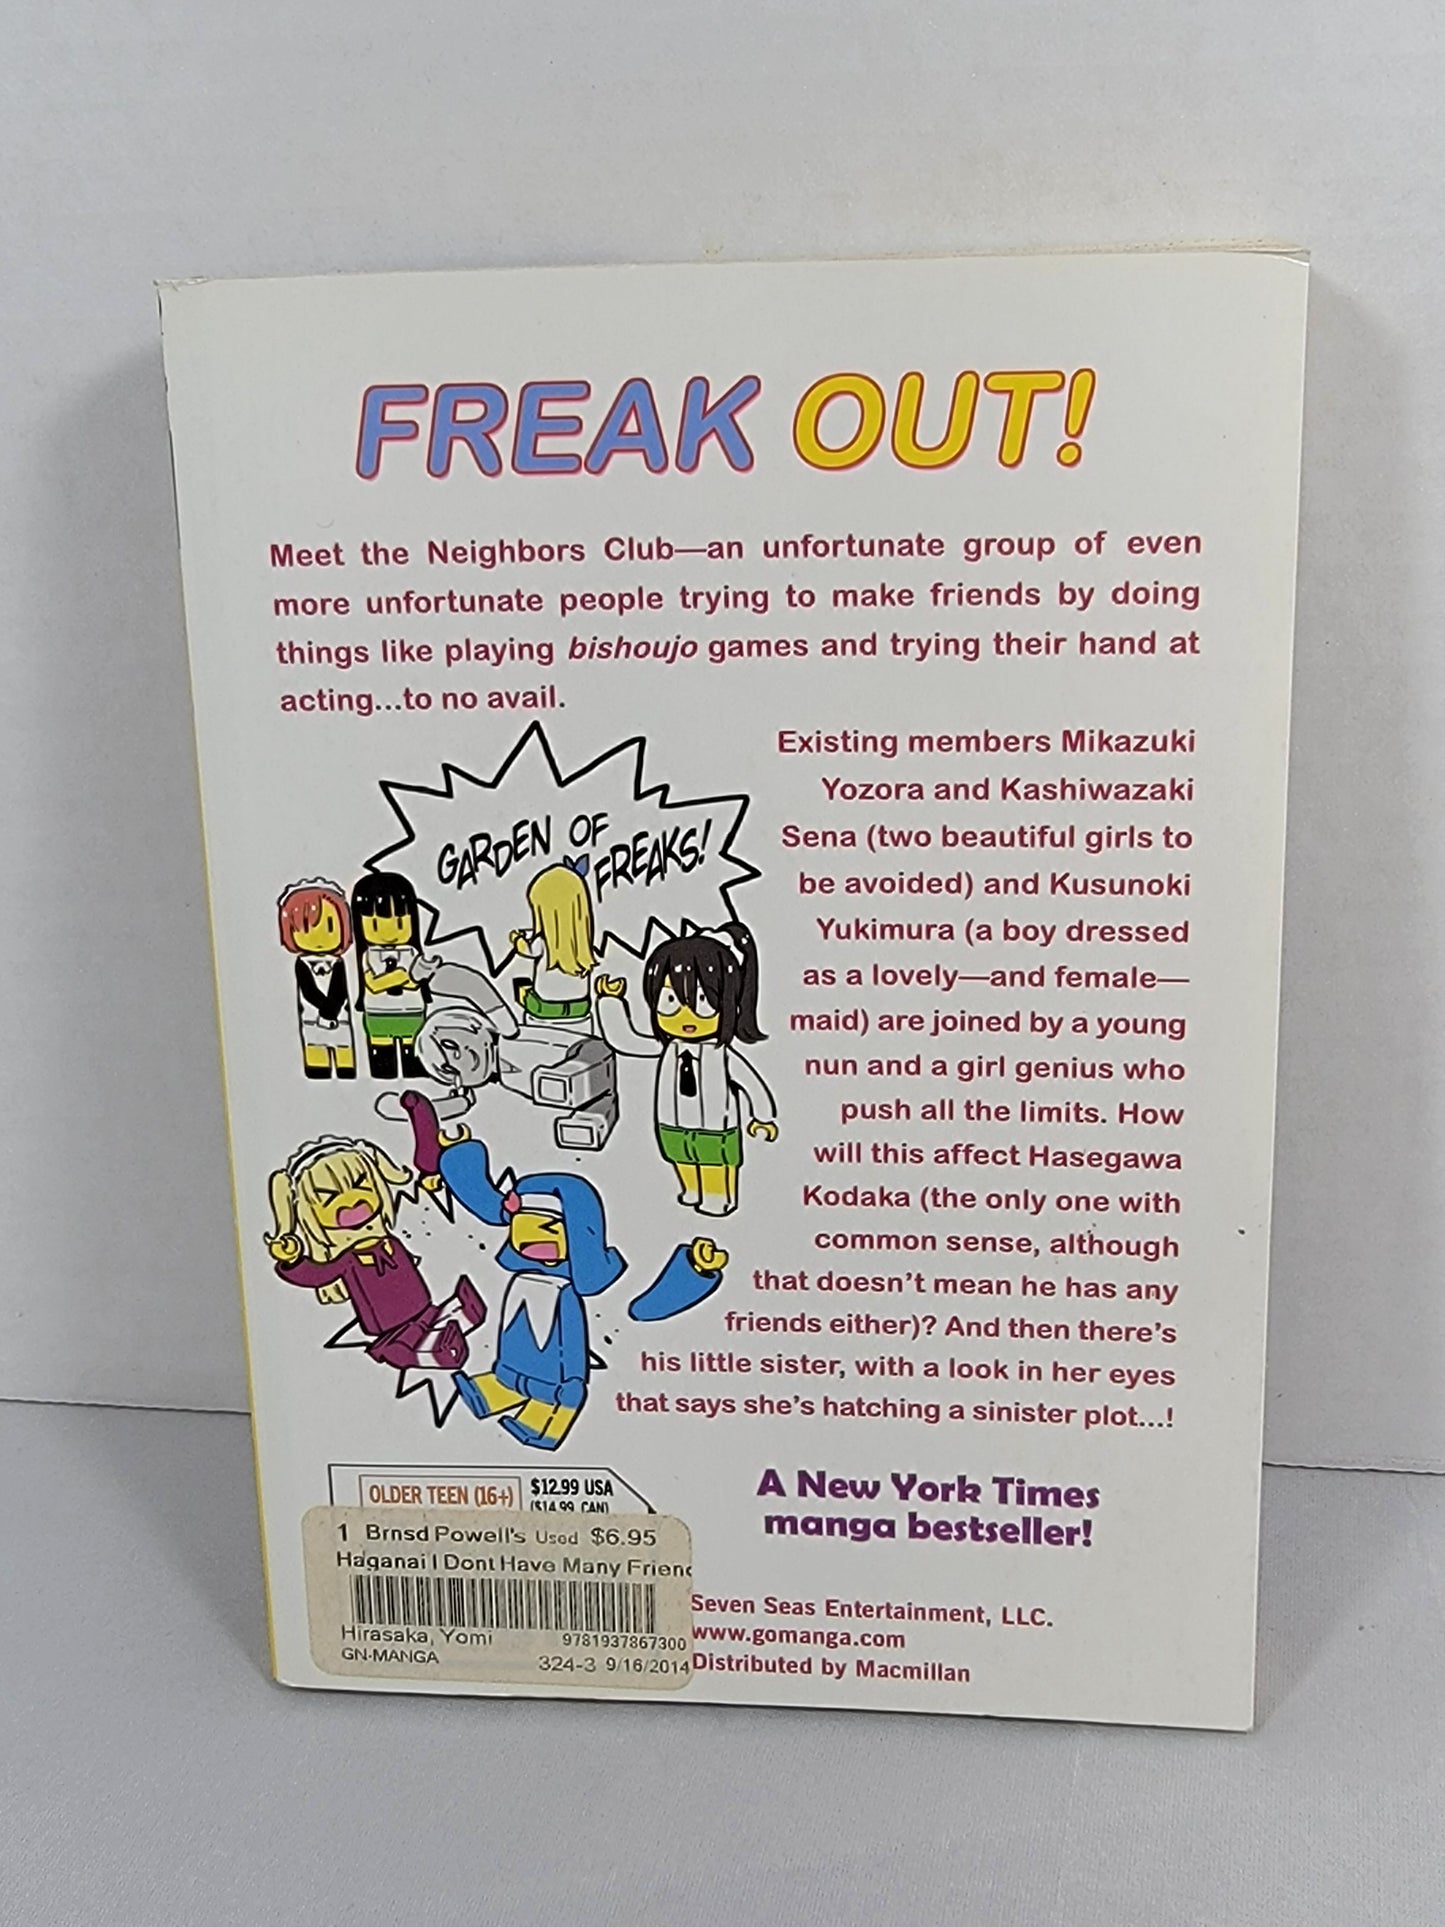 FREAK OUT!
Meet the Neighbors Club—an unfortunate group of even
more unfortunate people trying to make friends by doing
things like playing bishoujo games and trying their hand at
acting...to no avail.
GARDEN OF
FREAKS!
Existing members Mikazuki
Yozora and Kashiwazaki
Sena (two beautiful girls to
be avoided) and Kusunoki
Yukimura (a boy dressed
as a lovely—and female—
maid) are joined by a young
nun and a girl genius who
push all the limits. How
will this affect Hasegawa
Kodaka (the only one with
common sense, although
that doesn't mean he has any
friends either)? And then there's
his little sister, with a look in her eyes
that says she's hatching a sinister plot...!
OLDER TEEN (16+)
$12.99 USA
($14.99 CAN)
A New York Times
manga bestseller!
1 Brnsd Powell's Used $6.95
Haganai I Dont Have Many Frienc
Hirasaka, Yomi 9781937867300
GN-MANGA 324-3 9/16/2014
Seven Seas Entertainment, LLC.
www.gomanga.com
Distributed by Macmillan